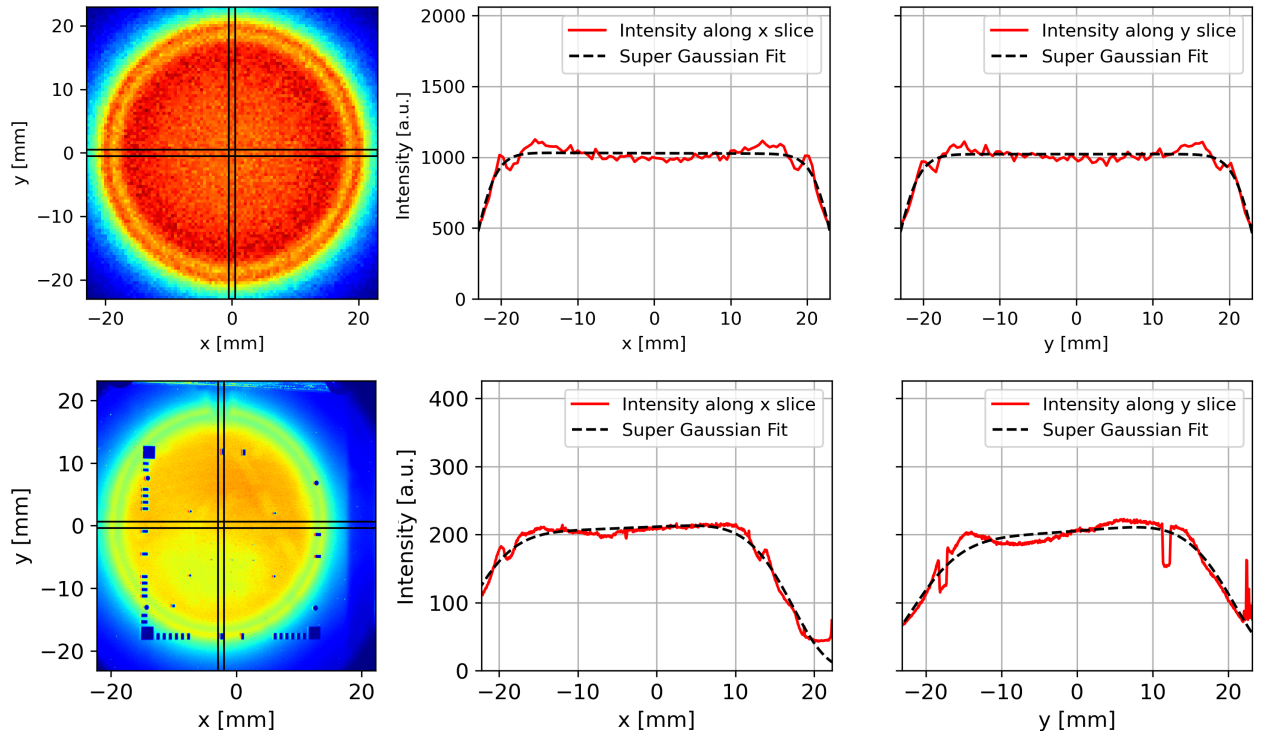 20
10
0
−10
−20
y [mm]
−20
0
20
x [mm]
2000
1500
1000
500
0
Intensity [a.u.]
Intensity along x slice
Super Gaussian Fit
−20
−10
0
10
20
x [mm]
Intensity along y slice
Super Gaussian Fit
−20
−10
0
10
20
y [mm]
20
10
0
−10
−20
y [mm]
−20
0
20
x [mm]
400
300
200
100
0
Intensity [a.u.]
Intensity along x slice
Super Gaussian Fit
−20
−10
0
10
20
x [mm]
Intensity along y slice
Super Gaussian Fit
−20
−10
0
10
20
y [mm]